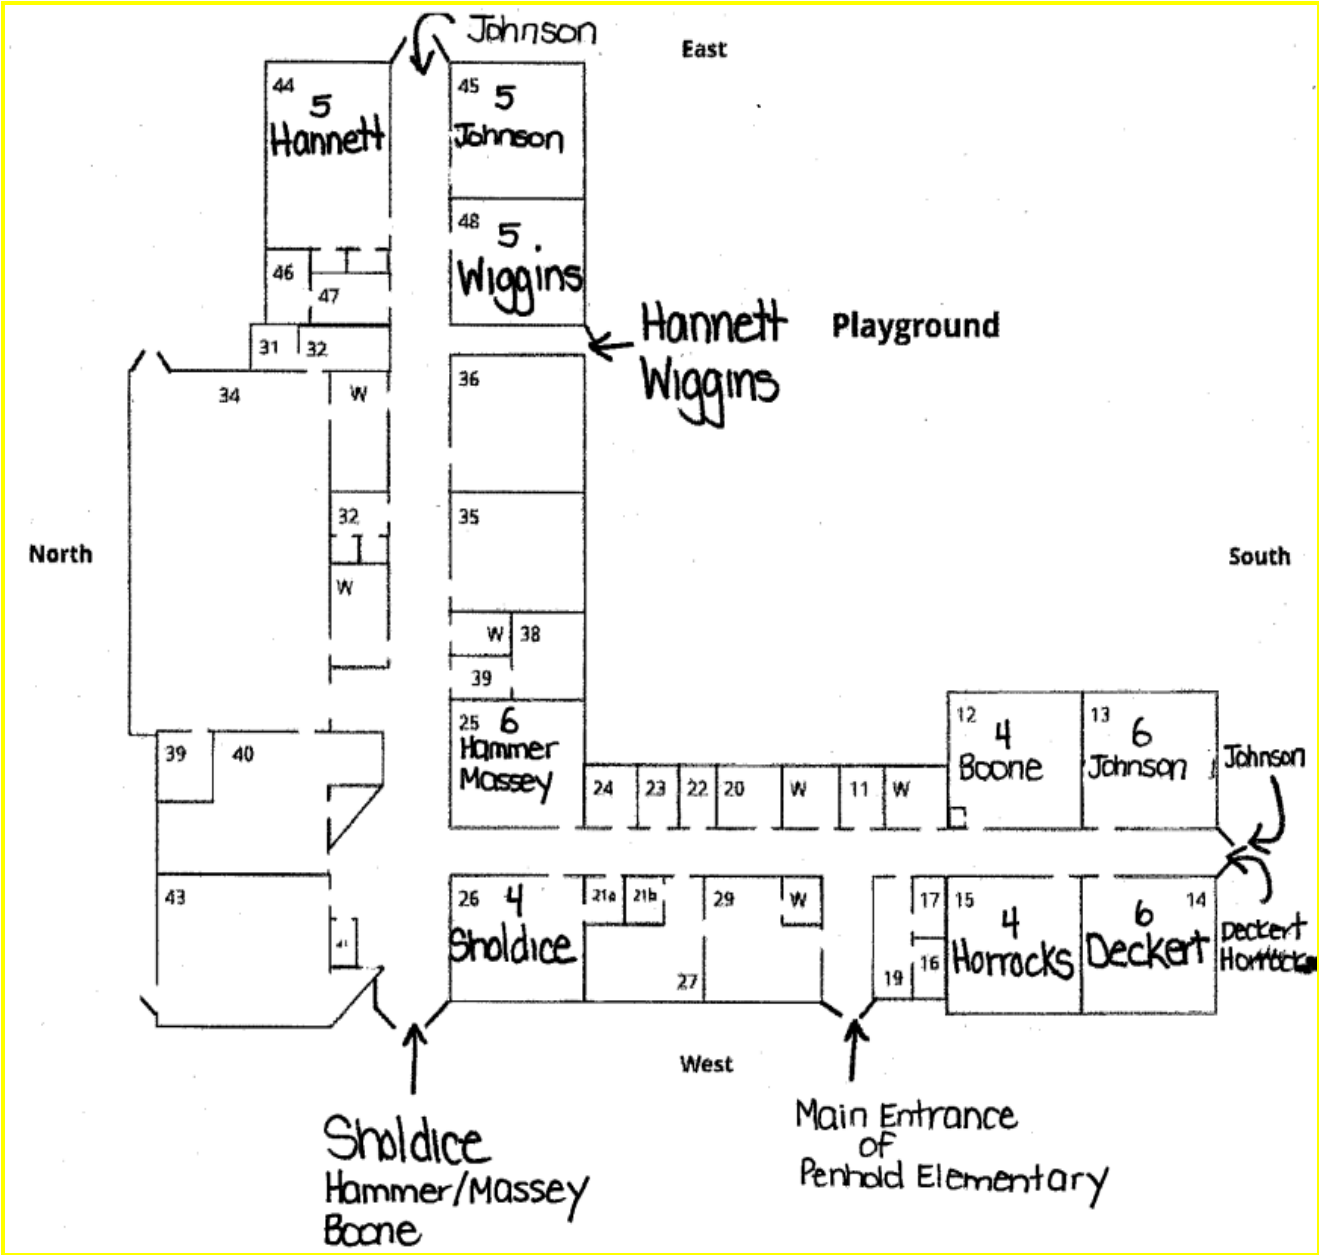 Johnson
East
44
5
Hannett
45
5
Johnson
48
5
Wiggins
46
47
31
32
Hannett
Wiggins
Playground
34
W
36
32
35
W
North
South
W
38
39
25
6
Hammer
Massey
39
40
24
23
22
20
W
11
W
12
4
Boone
13
6
Johnson
Johnson
43
41
26
4
Sholdice
21a
21b
27
29
W
19
17
16
15
4
Horrocks
14
6
Deckert
Deckert
Horrocks
West
Sholdice
Hammer/Massey
Boone
Main Entrance
of
Penhold Elementary